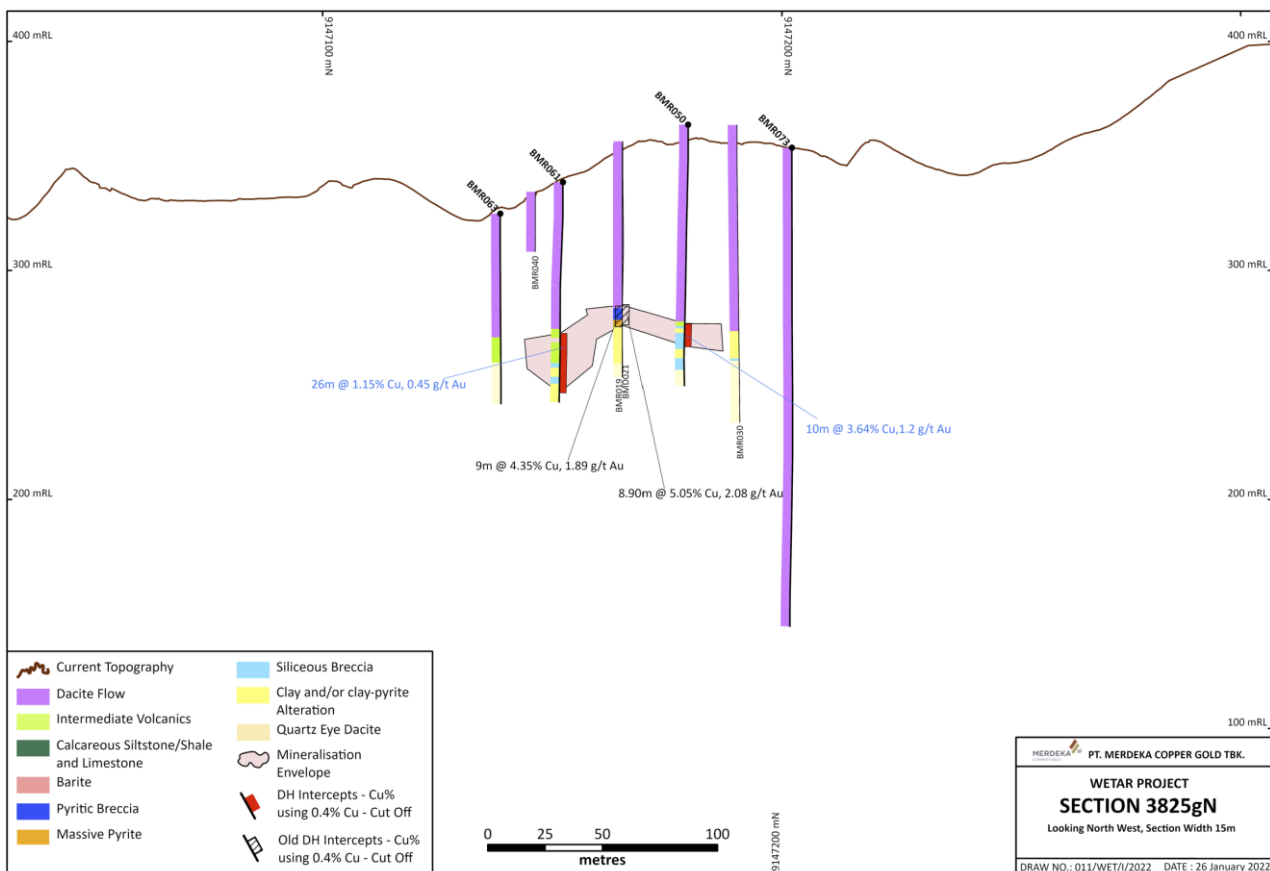 9147100 mN
9147200 mN
400 mRL
400 mRL
BMR050
BMR073
BMR061
BMR063
BMR040
300 mRL
300 mRL
26m @ 1.15% Cu, 0.45 g/t Au
BMR019
BMD021
BMR030
10m @ 3.64% Cu,1.2 g/t Au
9m @ 4.35% Cu, 1.89 g/t Au
8.90m @ 5.05% Cu, 2.08 g/t Au
200 mRL
200 mRL
100 mRL
Current Topography
Dacite Flow
Intermediate Volcanics
Calcareous Siltstone/Shale
and Limestone
Barite
Pyritic Breccia
Massive Pyrite
Siliceous Breccia
Clay and/or clay-pyrite
Alteration
Quartz Eye Dacite
Mineralisation
Envelope
DH Intercepts - Cu%
using 0.4% Cu - Cut Off
Old DH Intercepts - Cu%
using 0.4% Cu - Cut Off
0 25 50 100
metres
9147200 mN
MERDEKA
COPPER GOLD
PT. MERDEKA COPPER GOLD TBK.
WETAR PROJECT
SECTION 3825gN
Looking North West, Section Width 15m
DRAW NO.: 011/WET/I/2022 DATE : 26 January 2022